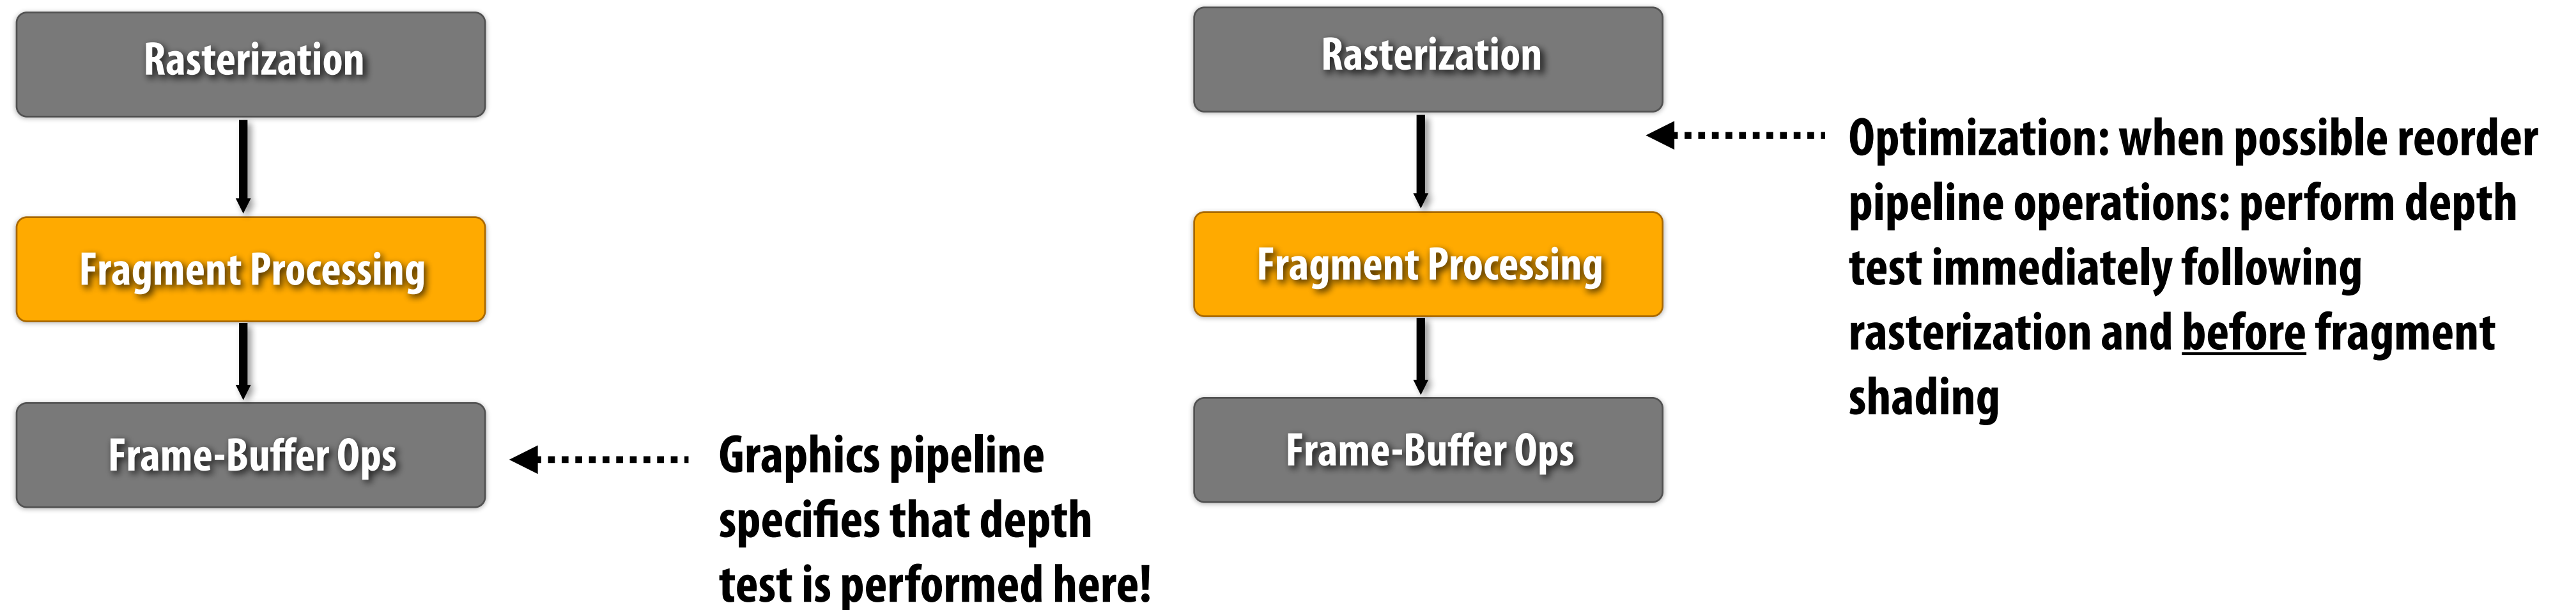 Rasterization
Fragment Processing
Frame-Buffer Ops
Graphics pipeline
specifies that depth
test is performed here!
Rasterization
Fragment Processing
Frame-Buffer Ops
Optimization: when possible reorder
pipeline operations: perform depth
test immediately following
rasterization and before fragment
shading